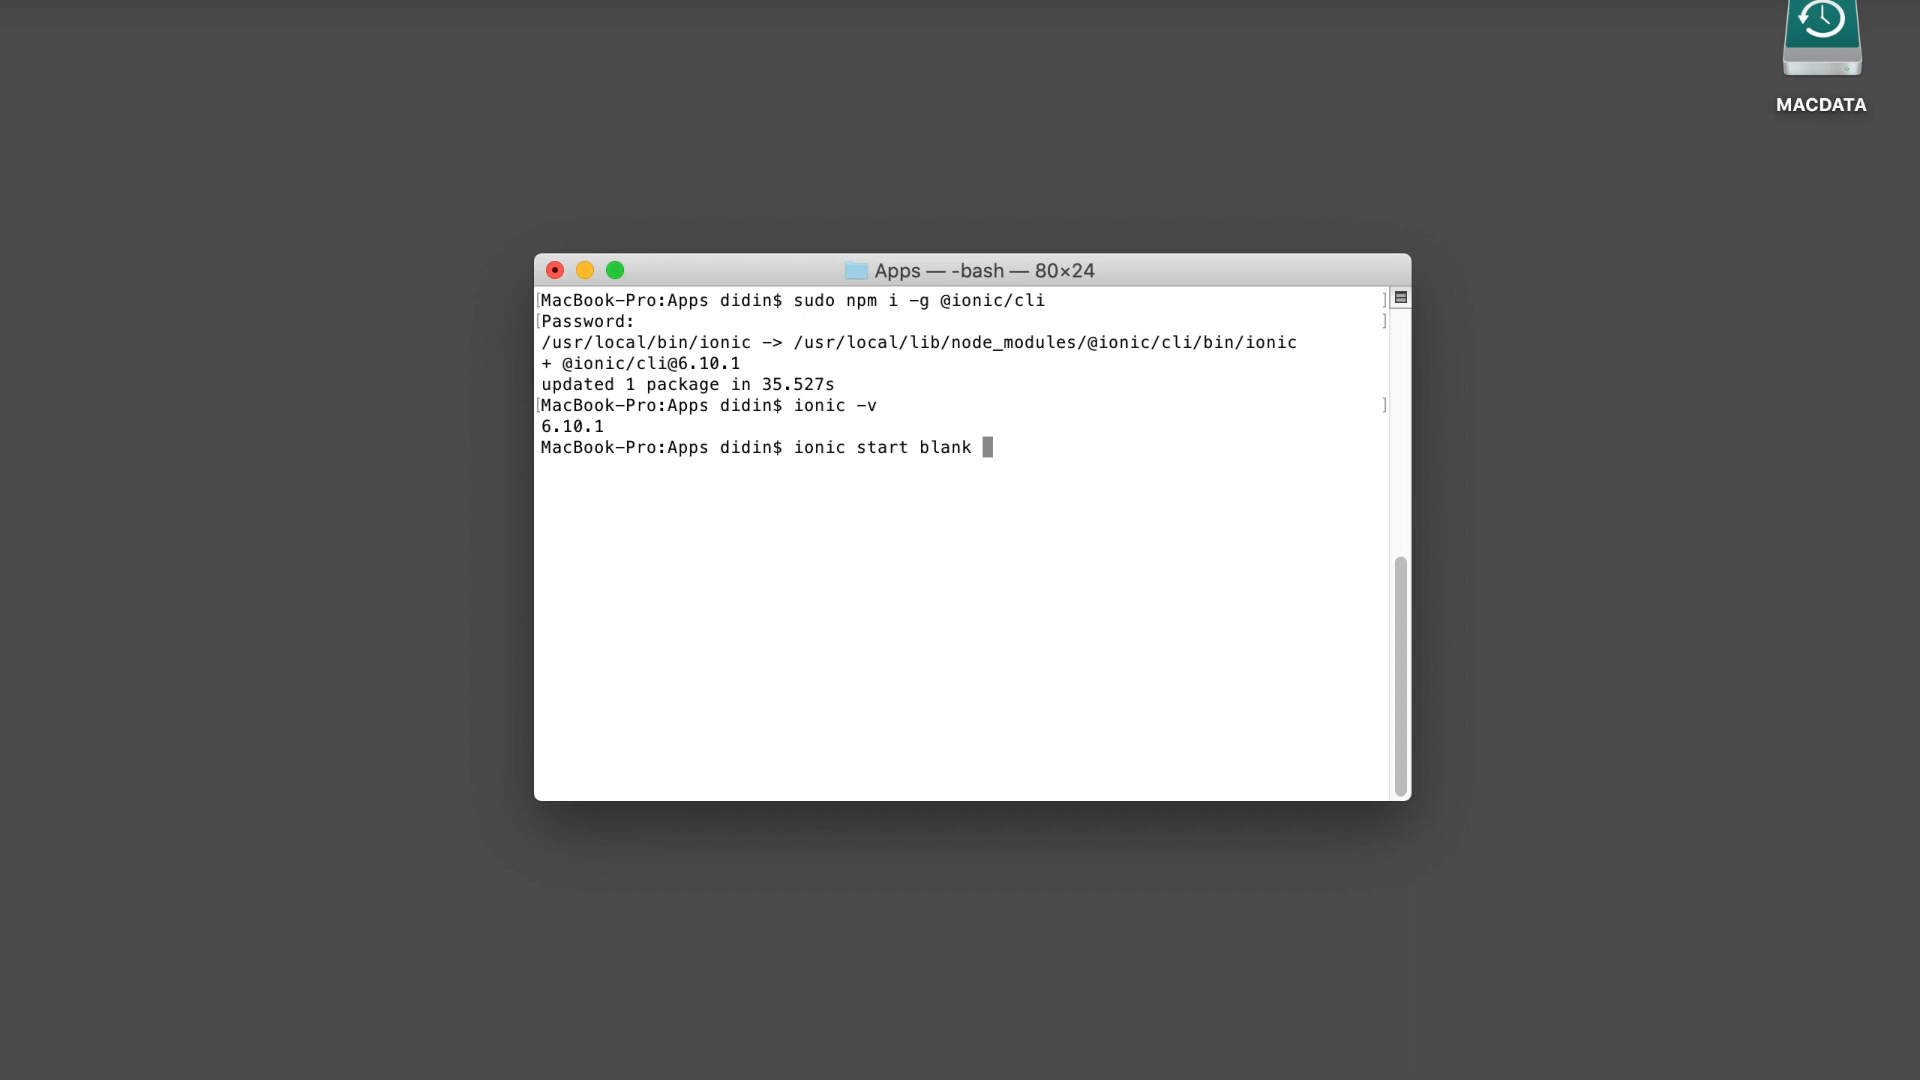 MACDATA
Apps — -bash — 80×24
[MacBook-Pro:Apps didin$ sudo npm i -g @ionic/cli ]
[Password: ]
/usr/local/bin/ionic -> /usr/local/lib/node_modules/@ionic/cli/bin/ionic
+ @ionic/cli@6.10.1
updated 1 package in 35.527s
[MacBook-Pro:Apps didin$ ionic -v ]
6.10.1
MacBook-Pro:Apps didin$ ionic start blank